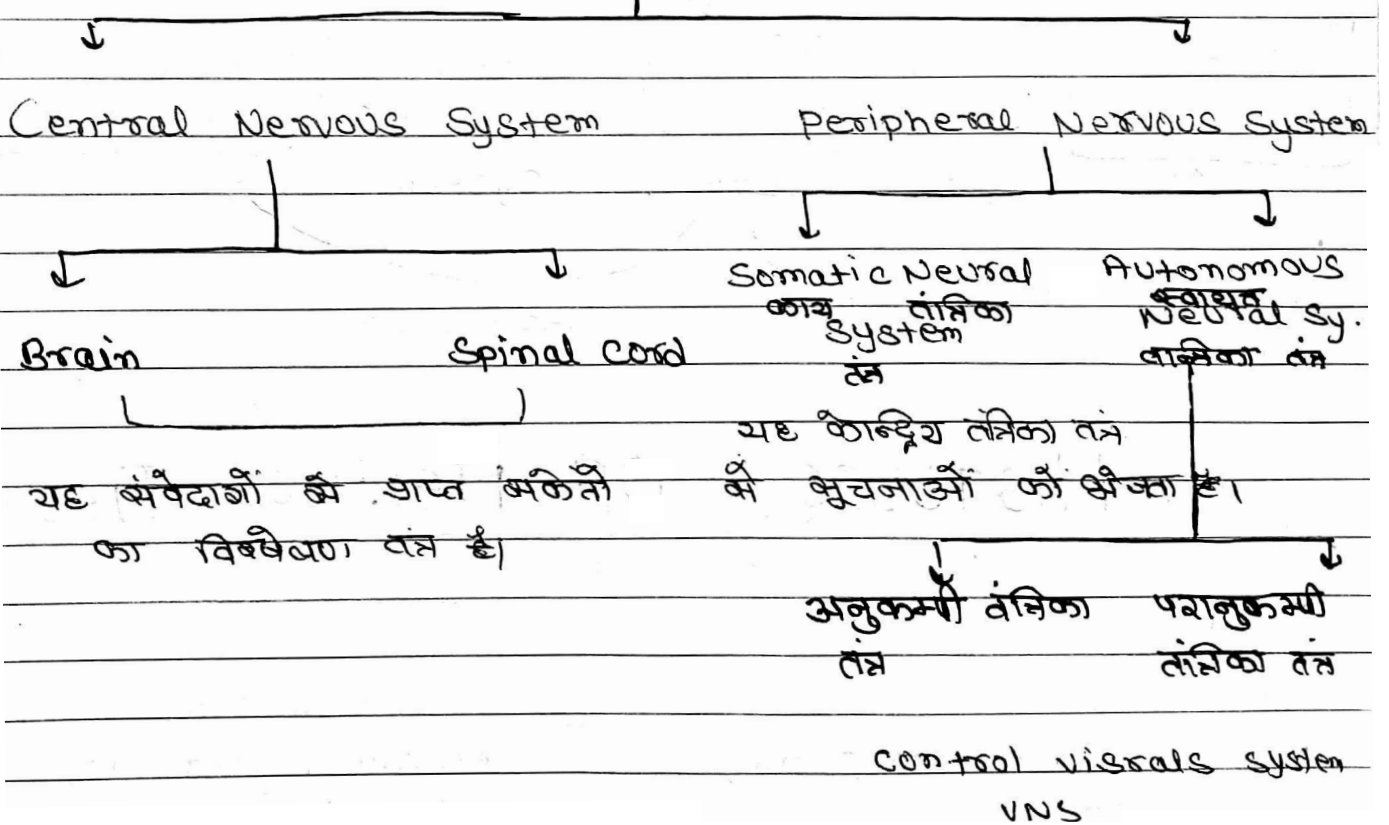 Central Nervous System
Peripheral Nervous System
Brain
Spinal Cord
Somatic Neural
काय तांत्रिका
System
तंत्र
Autonomous
स्वायत
Neural Sy.
तान्त्रिका तंत्र
यह केन्द्रिय तंत्रिका तंत्र
से सूचनाओं को भेजता है।
यह संवेदागों से प्राप्त संकेतो
का विश्लेषण तंत्र है।
अनुकम्पी तंत्रिका
तंत्र
परानुकम्पी
तांत्रिका तंत्र
control visrals system
VNS